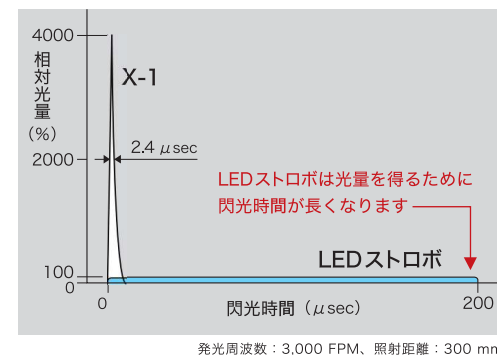 4000
相対光量
(%)
X-1
2.4 μsec
2000
LEDストロボは光量を得るために
閃光時間が長くなります
LEDストロボ
100
0
0
閃光時間（μsec）
200
発光周波数：3,000 FPM、照射距離：300 mm